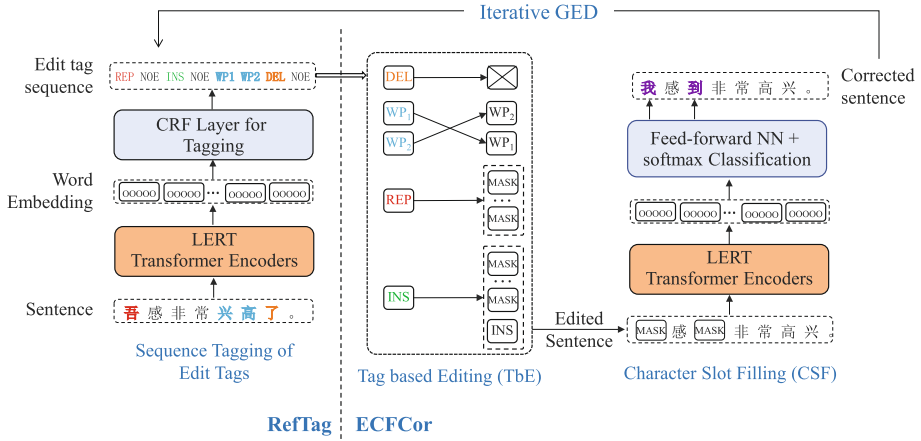 Iterative GED
Edit tag
sequence
REP NOE INS NOE WP1 WP2 DEL NOE
CRF Layer for
Tagging
Word
Embedding
OOOOO OOOOO ... OOOOO OOOOO
LERT
Transformer Encoders
Sentence
吾 感 非 常 兴 高 了 。
Sequence Tagging of
Edit Tags
RefTag
DEL
WP1 WP2
WP2 WP1
MASK
...
REP MASK
MASK
...
INS MASK
INS
Tag based Editing (TbE)
ECFCor
Edited
Sentence
Corrected
sentence
我 感 到 非 常 高 兴 。
Feed-forward NN +
softmax Classification
OOOOO OOOOO ... OOOOO OOOOO
LERT
Transformer Encoders
MASK 感 MASK 非 常 高 兴 。
Character Slot Filling (CSF)